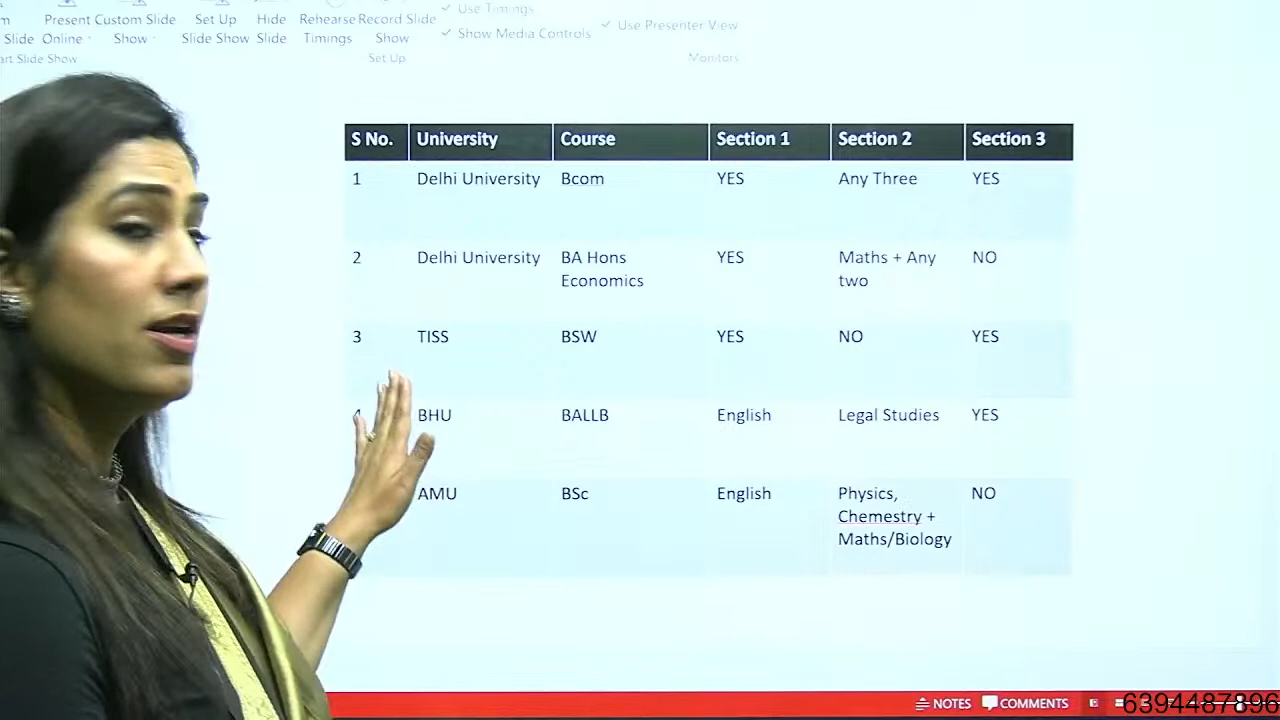 Present Custom Slide Set Up Hide Rehearse Record Slide ✓ Use Timings
Slide Online Show Slide Show Slide Timings Show ✓ Show Media Controls ✓ Use Presenter View
art Slide Show Set Up Monitors
S No. University Course Section 1 Section 2 Section 3
1 Delhi University Bcom YES Any Three YES
2 Delhi University BA Hons YES Maths + Any NO
Economics two
3 TISS BSW YES NO YES
4 BHU BALLB English Legal Studies YES
AMU BSc English Physics, NO
Chemestry +
Maths/Biology
NOTES COMMENTS
6394487896